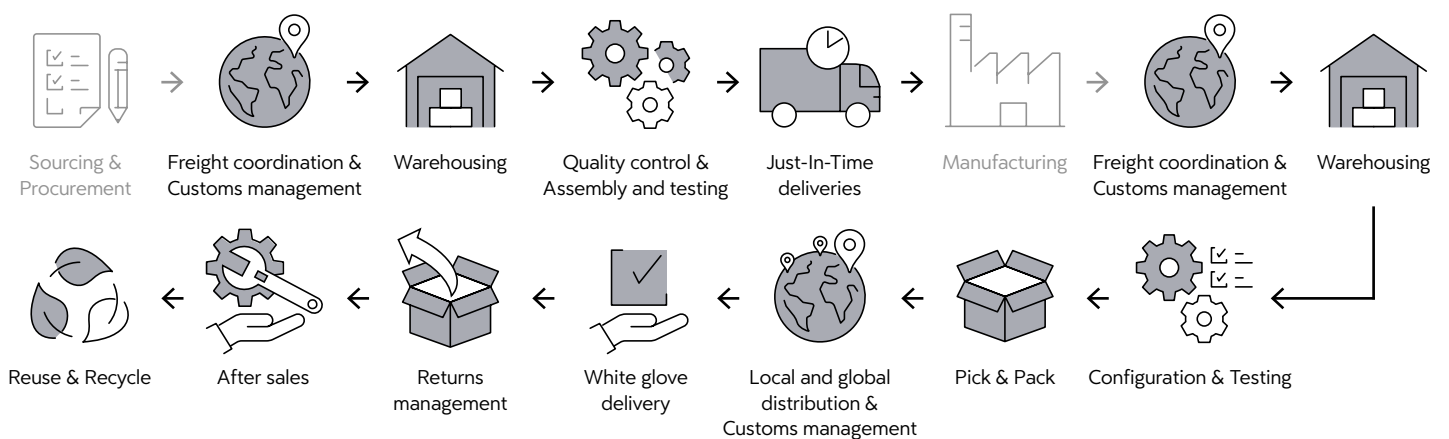 Sourcing &
Procurement
Freight coordination &
Customs management
Warehousing
Quality control &
Assembly and testing
Just-In-Time
deliveries
Manufacturing
Freight coordination &
Customs management
Warehousing
Configuration & Testing
Pick & Pack
Local and global
distribution &
Customs management
White glove
delivery
Returns
management
After sales
Reuse & Recycle